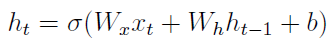 h_t = σ(W_x x_t + W_h h_{t−1} + b)